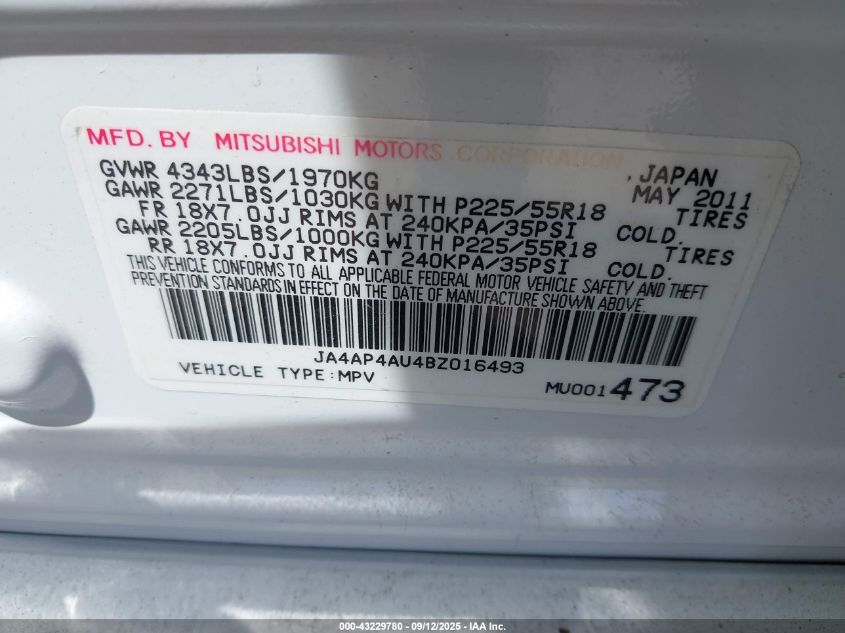 MFD. BY MITSUBISHI MOTORS CORPORATION
GVWR 4343LBS/1970KG , JAPAN
GAWR 2271LBS/1030KG WITH P225/55R18 MAY 2011
FR 18X7.0JJ RIMS AT 240KPA/35PSI TIRES COLD.
GAWR 2205LBS/1000KG WITH P225/55R18 TIRES
RR 18X7.0JJ RIMS AT 240KPA/35PSI COLD.
THIS VEHICLE CONFORMS TO ALL APPLICABLE FEDERAL MOTOR VEHICLE SAFETY AND THEFT
PREVENTION STANDARDS IN EFFECT ON THE DATE OF MANUFACTURE SHOWN ABOVE.
JA4AP4AU4BZ016493
VEHICLE TYPE:MPV MU001473
000-43229780 - 09/12/2025 - IAA Inc.